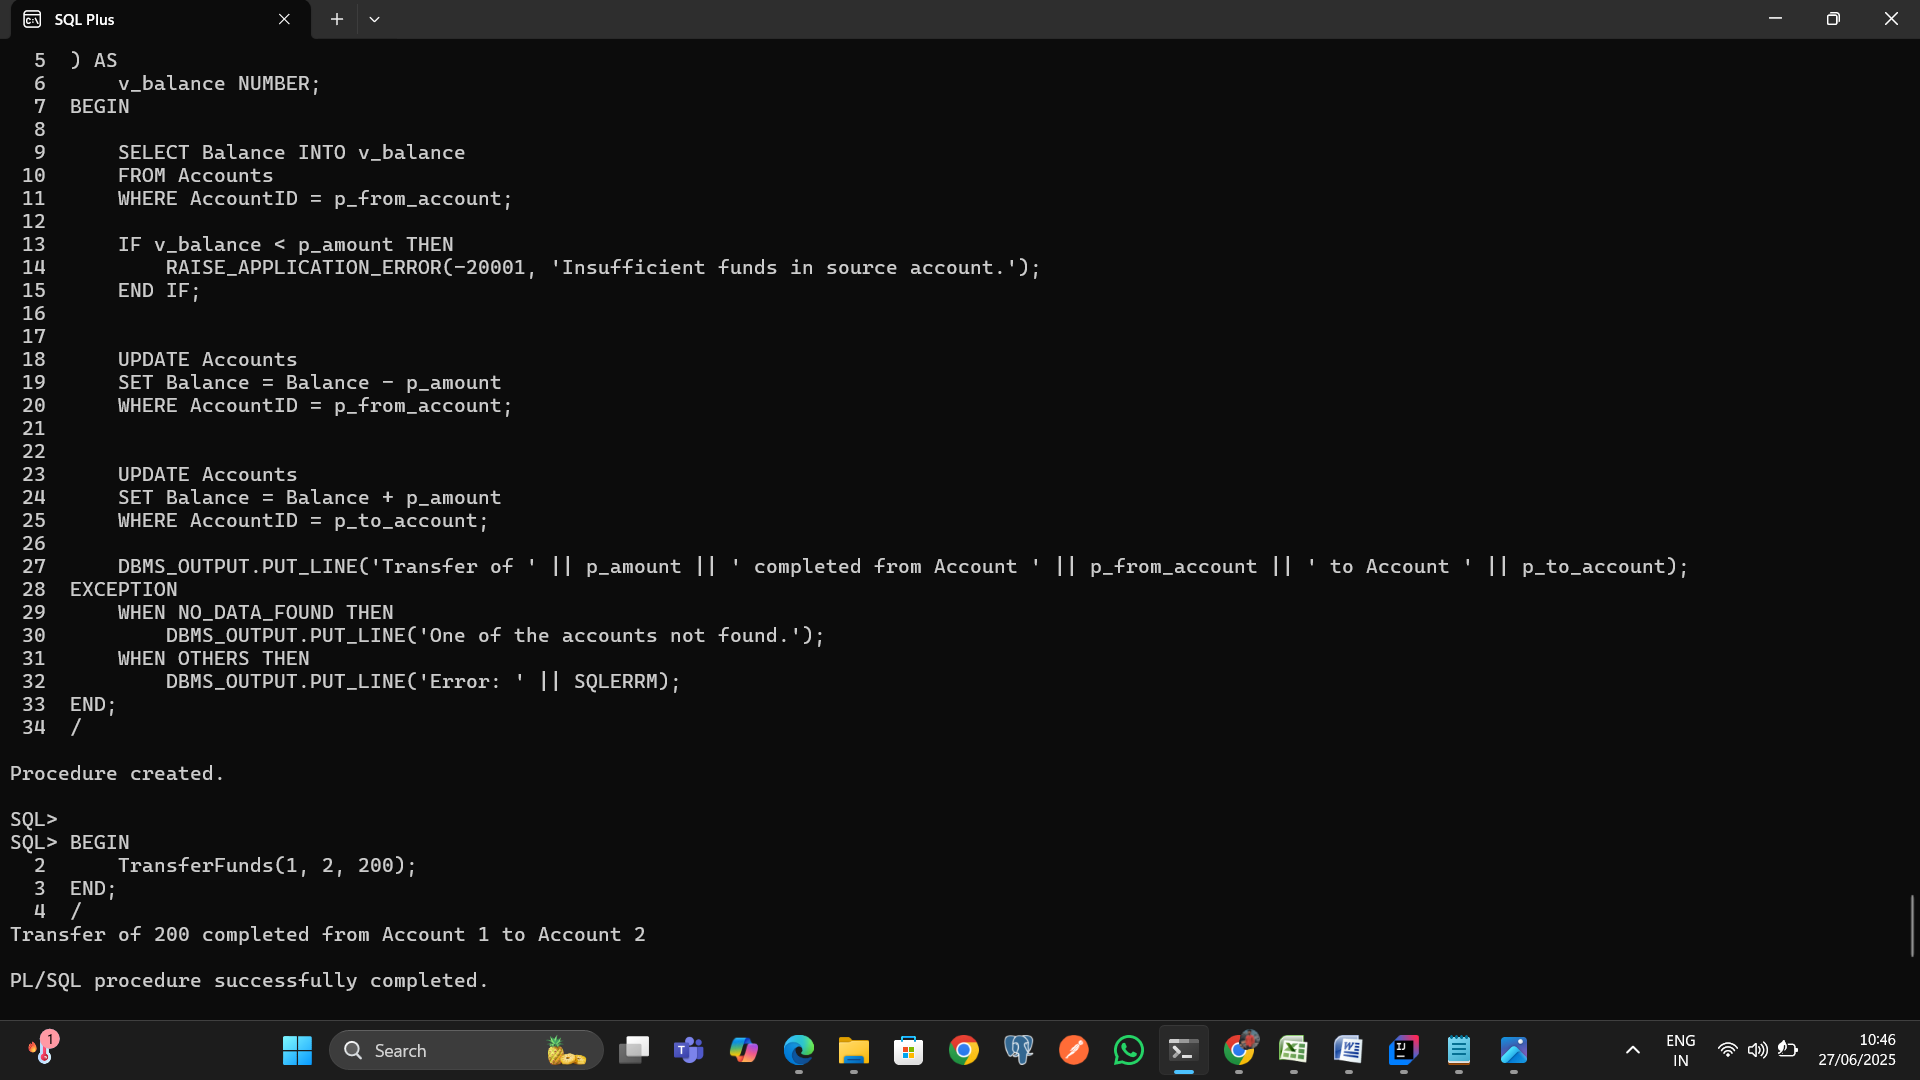 SQL Plus
5 ) AS
6     v_balance NUMBER;
7 BEGIN
8
9     SELECT Balance INTO v_balance
10     FROM Accounts
11     WHERE AccountID = p_from_account;
12
13     IF v_balance < p_amount THEN
14         RAISE_APPLICATION_ERROR(-20001, 'Insufficient funds in source account.');
15     END IF;
16
17
18     UPDATE Accounts
19     SET Balance = Balance - p_amount
20     WHERE AccountID = p_from_account;
21
22
23     UPDATE Accounts
24     SET Balance = Balance + p_amount
25     WHERE AccountID = p_to_account;
26
27     DBMS_OUTPUT.PUT_LINE('Transfer of ' || p_amount || ' completed from Account ' || p_from_account || ' to Account ' || p_to_account);
28 EXCEPTION
29     WHEN NO_DATA_FOUND THEN
30         DBMS_OUTPUT.PUT_LINE('One of the accounts not found.');
31     WHEN OTHERS THEN
32         DBMS_OUTPUT.PUT_LINE('Error: ' || SQLERRM);
33 END;
34 /
Procedure created.
SQL>
SQL> BEGIN
2     TransferFunds(1, 2, 200);
3 END;
4 /
Transfer of 200 completed from Account 1 to Account 2
PL/SQL procedure successfully completed.
1
Search
ENG
IN
10:46
27/06/2025